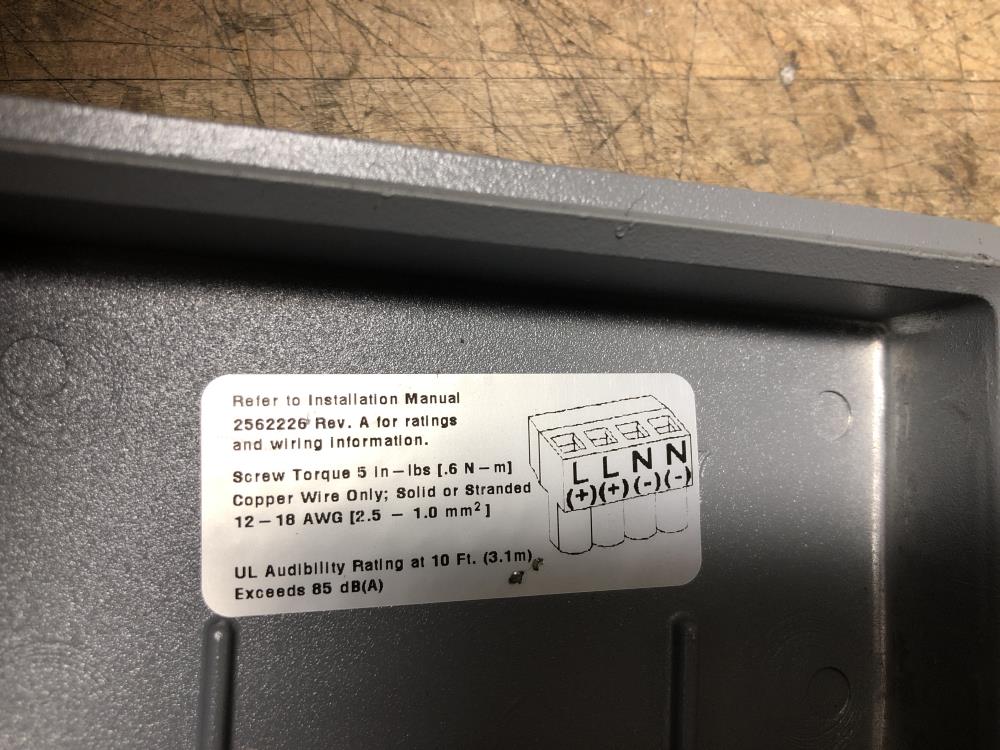 Refer to Installation Manual
2562226 Rev. A for ratings
and wiring information.
Screw Torque 5 in-lbs [.6 N-m]
Copper Wire Only; Solid or Stranded
12-18 AWG [2.5 - 1.0 mm²]
UL Audibility Rating at 10 Ft. (3.1m)
Exceeds 85 dB(A)
L L N N
(+) (+) (-) (-)